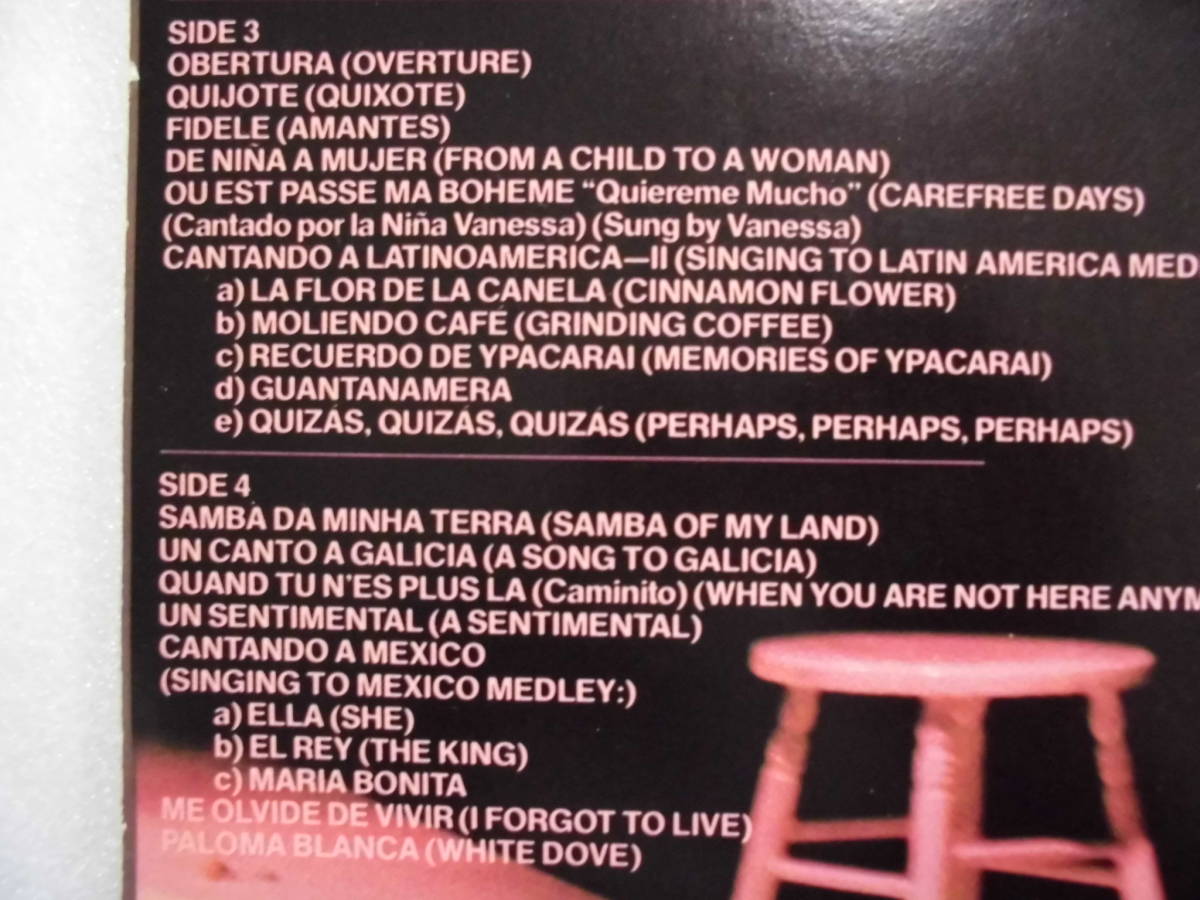 SIDE 3
OBERTURA (OVERTURE)
QUIJOTE (QUIXOTE)
FIDELE (AMANTES)
DE NIÑA A MUJER (FROM A CHILD TO A WOMAN)
OU EST PASSE MA BOHEME "Quiereme Mucho" (CAREFREE DAYS)
(Cantado por la Niña Vanessa) (Sung by Vanessa)
CANTANDO A LATINOAMERICA—II (SINGING TO LATIN AMERICA MED
a) LA FLOR DE LA CANELA (CINNAMON FLOWER)
b) MOLIENDO CAFÉ (GRINDING COFFEE)
c) RECUERDO DE YPACARAI (MEMORIES OF YPACARAI)
d) GUANTANAMERA
e) QUIZÁS, QUIZÁS, QUIZÁS (PERHAPS, PERHAPS, PERHAPS)
SIDE 4
SAMBA DA MINHA TERRA (SAMBA OF MY LAND)
UN CANTO A GALICIA (A SONG TO GALICIA)
QUAND TU N'ES PLUS LA (Caminito) (WHEN YOU ARE NOT HERE ANYM
UN SENTIMENTAL (A SENTIMENTAL)
CANTANDO A MEXICO
(SINGING TO MEXICO MEDLEY:)
a) ELLA (SHE)
b) EL REY (THE KING)
c) MARIA BONITA
ME OLVIDE DE VIVIR (I FORGOT TO LIVE)
PALOMA BLANCA (WHITE DOVE)